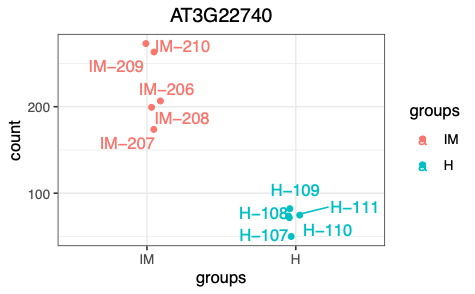 AT3G22740
count
200
100
IM-210
IM-209
IM-206
IM-208
IM-207
H-109
H-111
H-108
H-110
H-107
IM
H
groups
groups
a IM
a H